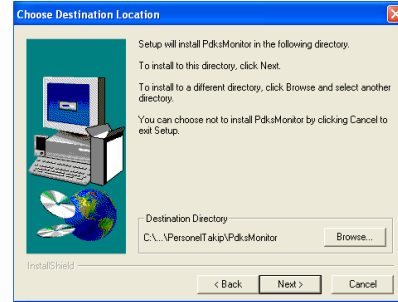 Choose Destination Location
Setup will install PdksMonitor in the following directory.
To install to this directory, click Next.
To install to a different directory, click Browse and select another
directory.
You can choose not to install PdksMonitor by clicking Cancel to
exit Setup.
Destination Directory
C:\...\PersonelTakip\PdksMonitor
Browse...
InstallShield
< Back
Next >
Cancel